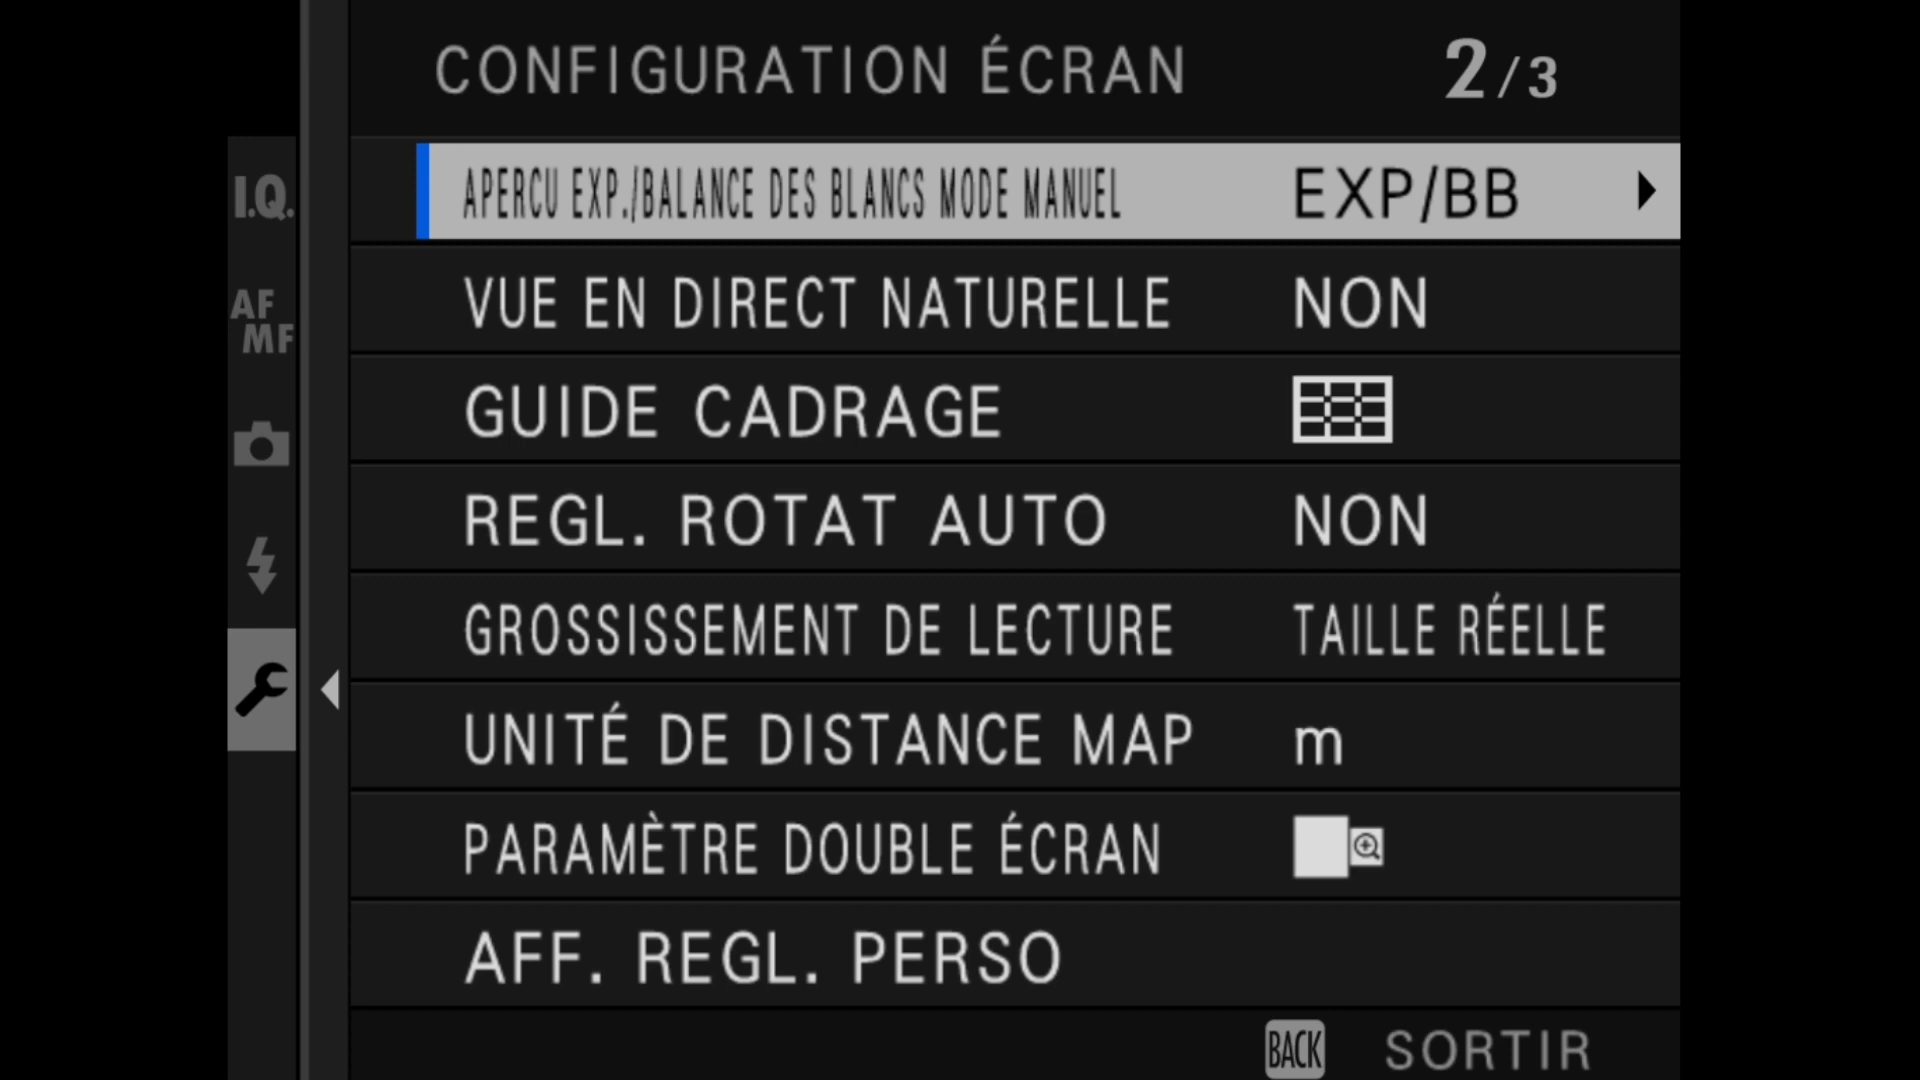 CONFIGURATION ÉCRAN 2/3
I.Q.
APERCU EXP./BALANCE DES BLANCS MODE MANUEL EXP/BB
VUE EN DIRECT NATURELLE NON
AF
MF
GUIDE CADRAGE
REGL. ROTAT AUTO NON
GROSSISSEMENT DE LECTURE TAILLE RÉELLE
UNITÉ DE DISTANCE MAP m
PARAMÈTRE DOUBLE ÉCRAN
AFF. REGL. PERSO
BACK SORTIR